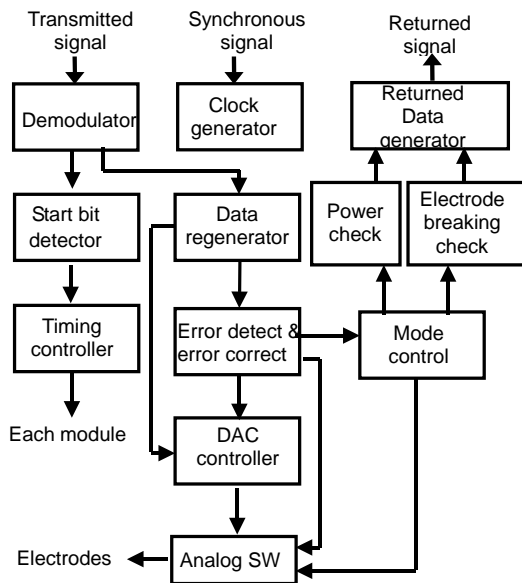 Transmitted
signal
Synchronous
signal
Returned
signal
Demodulator
Clock
generator
Returned
Data
generator
Start bit
detector
Data
regenerator
Power
check
Electrode
breaking
check
Timing
controller
Error detect &
error correct
Mode
control
Each module
DAC
controller
Electrodes
Analog SW